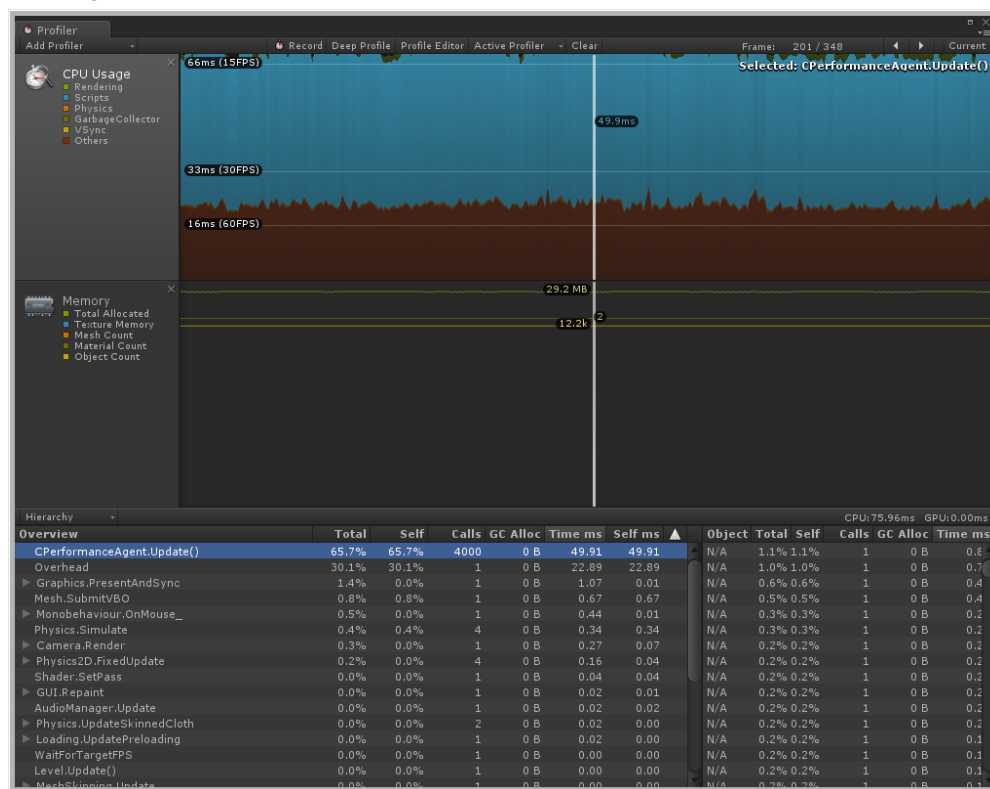 Profiler
Add Profiler Record Deep Profile Profile Editor Active Profiler Clear Frame: 201 / 348 Current
CPU Usage
Rendering
Scripts
Physics
GarbageCollector
VSync
Others
66ms (15FPS)
Selected: CPerformanceAgent.Update()
49.9ms
33ms (30FPS)
16ms (60FPS)
Memory
Total Allocated
Texture Memory
Mesh Count
Material Count
Object Count
29.2 MB
2
12.2k
Hierarchy CPU:75.96ms GPU:0.00ms
Overview Total Self Calls GC Alloc Time ms Self ms Object Total Self Calls GC Alloc Time ms
CPerformanceAgent.Update() 65.7% 65.7% 4000 0 B 49.91 49.91 N/A 1.1% 1.1% 1 0 B
Overhead 30.1% 30.1% 1 0 B 22.89 22.89 N/A 1.0% 1.0% 1 0 B
Graphics.PresentAndSync 1.4% 0.0% 1 0 B 1.07 0.01 N/A 0.6% 0.6% 1 0 B
Mesh.SubmitVBO 0.8% 0.8% 1 0 B 0.67 0.67 N/A 0.5% 0.5% 1 0 B
Monobehaviour.OnMouse_ 0.5% 0.0% 1 0 B 0.44 0.01 N/A 0.3% 0.3% 1 0 B
Physics.Simulate 0.4% 0.4% 4 0 B 0.34 0.34 N/A 0.3% 0.3% 1 0 B
Camera.Render 0.3% 0.0% 1 0 B 0.27 0.07 N/A 0.2% 0.2% 1 0 B
Physics2D.FixedUpdate 0.2% 0.0% 4 0 B 0.16 0.04 N/A 0.2% 0.2% 1 0 B
Shader.SetPass 0.0% 0.0% 1 0 B 0.04 0.04 N/A 0.2% 0.2% 1 0 B
GUI.Repaint 0.0% 0.0% 1 0 B 0.02 0.01 N/A 0.2% 0.2% 1 0 B
AudioManager.Update 0.0% 0.0% 1 0 B 0.02 0.02 N/A 0.2% 0.2% 1 0 B
Physics.UpdateSkinnedCloth 0.0% 0.0% 2 0 B 0.02 0.00 N/A 0.2% 0.2% 1 0 B
Loading.UpdatePreloading 0.0% 0.0% 1 0 B 0.02 0.00 N/A 0.2% 0.2% 1 0 B
WaitForTargetFPS 0.0% 0.0% 1 0 B 0.00 0.00 N/A 0.2% 0.2% 1 0 B
Level.Update() 0.0% 0.0% 1 0 B 0.00 0.00 N/A 0.2% 0.2% 1 0 B
MeshSkinning.Update 0.0% 0.0% 1 0 B 0.00 0.00 N/A 0.2% 0.2% 1 0 B